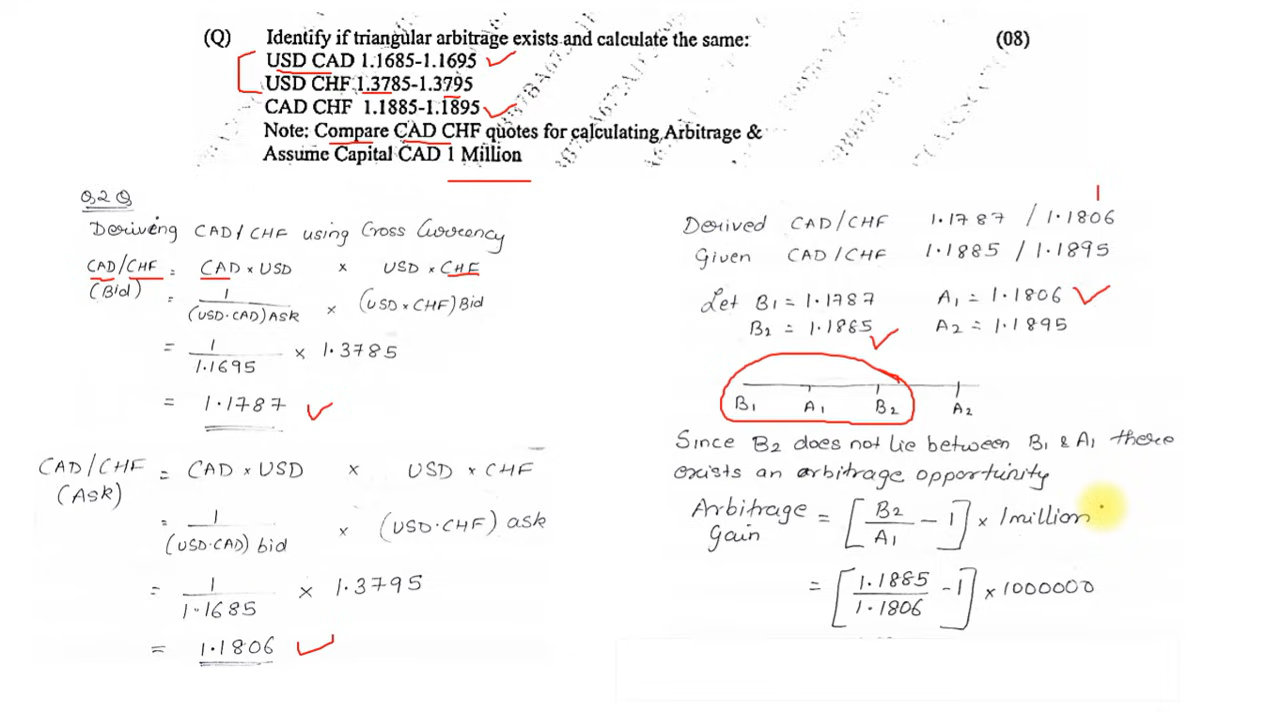 (Q) Identify if triangular arbitrage exists and calculate the same: (08)
USD CAD 1.1685-1.1695
USD CHF 1.3785-1.3795
CAD CHF 1.1885-1.1895
Note: Compare CAD CHF quotes for calculating Arbitrage &
Assume Capital CAD 1 Million
Q.2 Q
Deriving CAD/CHF using Cross Currency
CAD/CHF = CAD × USD × USD × CHF
(Bid)
= 1 / (USD·CAD) Ask × (USD×CHF) Bid
= 1 / 1.1695 × 1.3785
= 1.1787
CAD/CHF = CAD × USD × USD × CHF
(Ask)
= 1 / (USD·CAD) bid × (USD·CHF) ask
= 1 / 1.1685 × 1.3795
= 1.1806
Derived CAD/CHF 1.1787 / 1.1806
Given CAD/CHF 1.1885 / 1.1895
Let B1 = 1.1787 A1 = 1.1806
B2 = 1.1885 A2 = 1.1895
B1 A1 B2 A2
Since B2 does not lie between B1 & A1 there
exists an arbitrage opportunity
Arbitrage Gain = [B2 / A1 - 1] × 1million
= [1.1885 / 1.1806 - 1] × 1000000